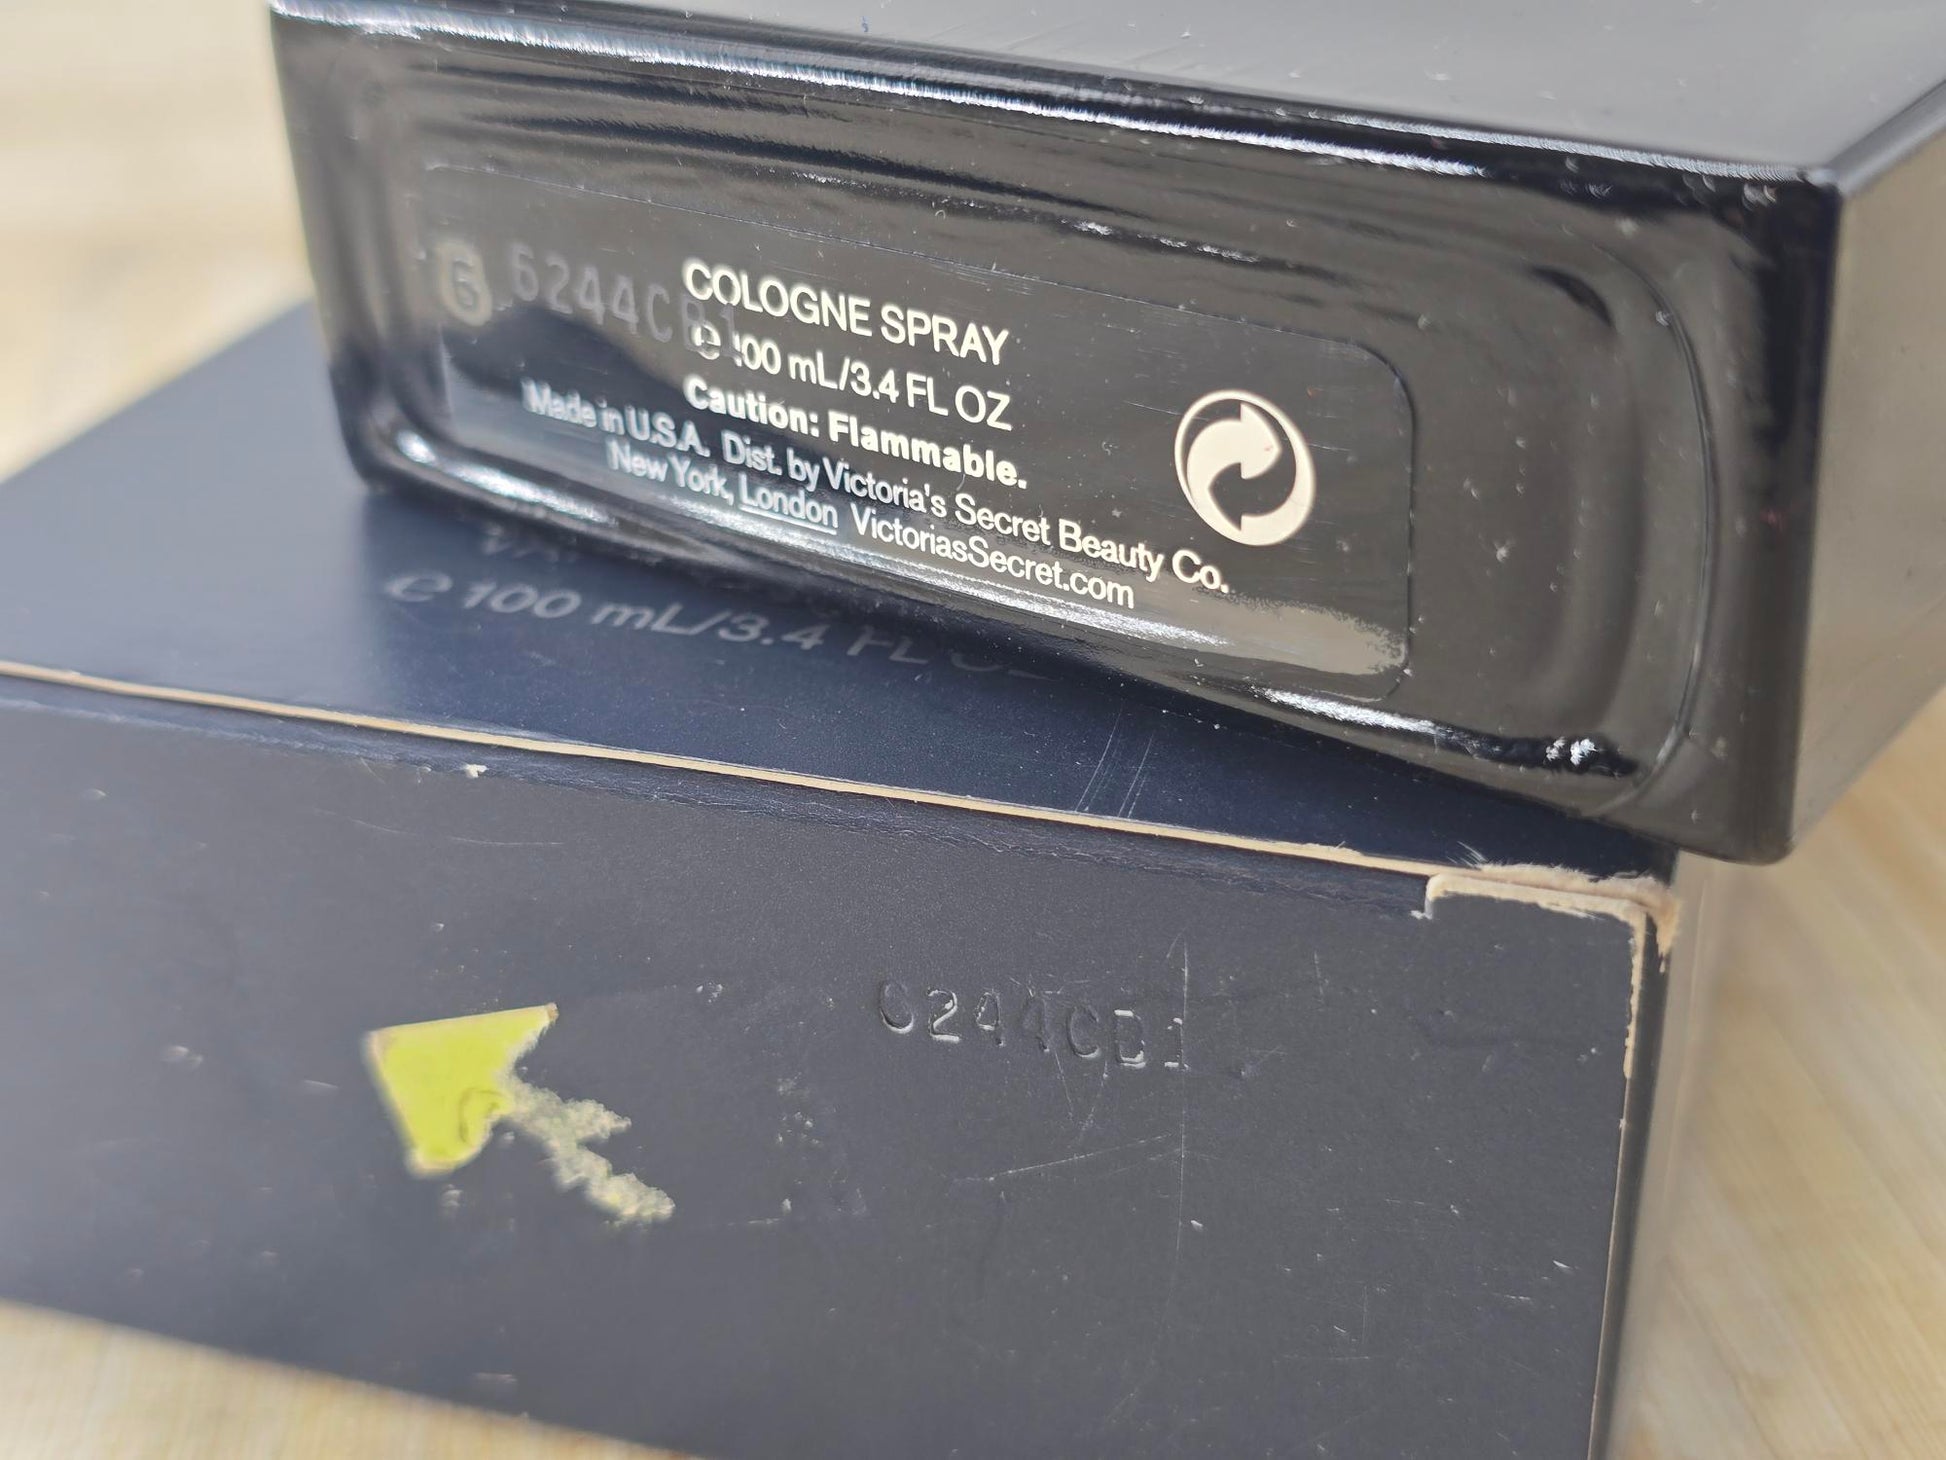 6 6244CB1
COLOGNE SPRAY
e 100 mL/3.4 FL OZ
Caution: Flammable.
Made in U.S.A. Dist. by Victoria's Secret Beauty Co.
New York, London VictoriasSecret.com
e 100 mL/3.4 FL OZ
6244CB1